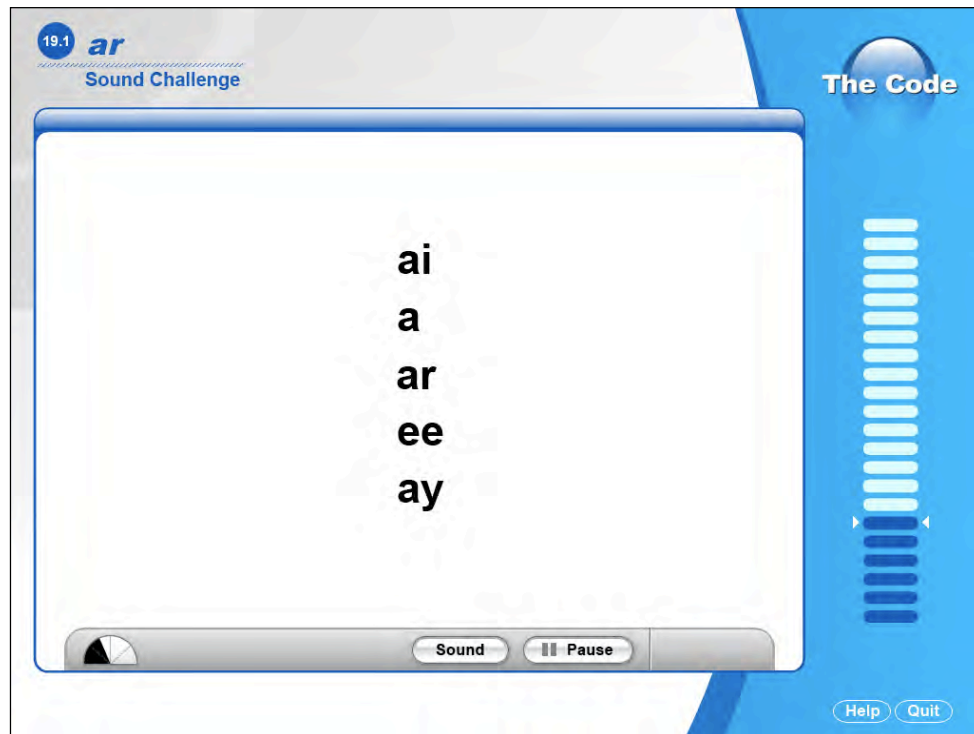 19.1 ar
Sound Challenge
The Code
ai
a
ar
ee
ay
Sound Pause
Help Quit